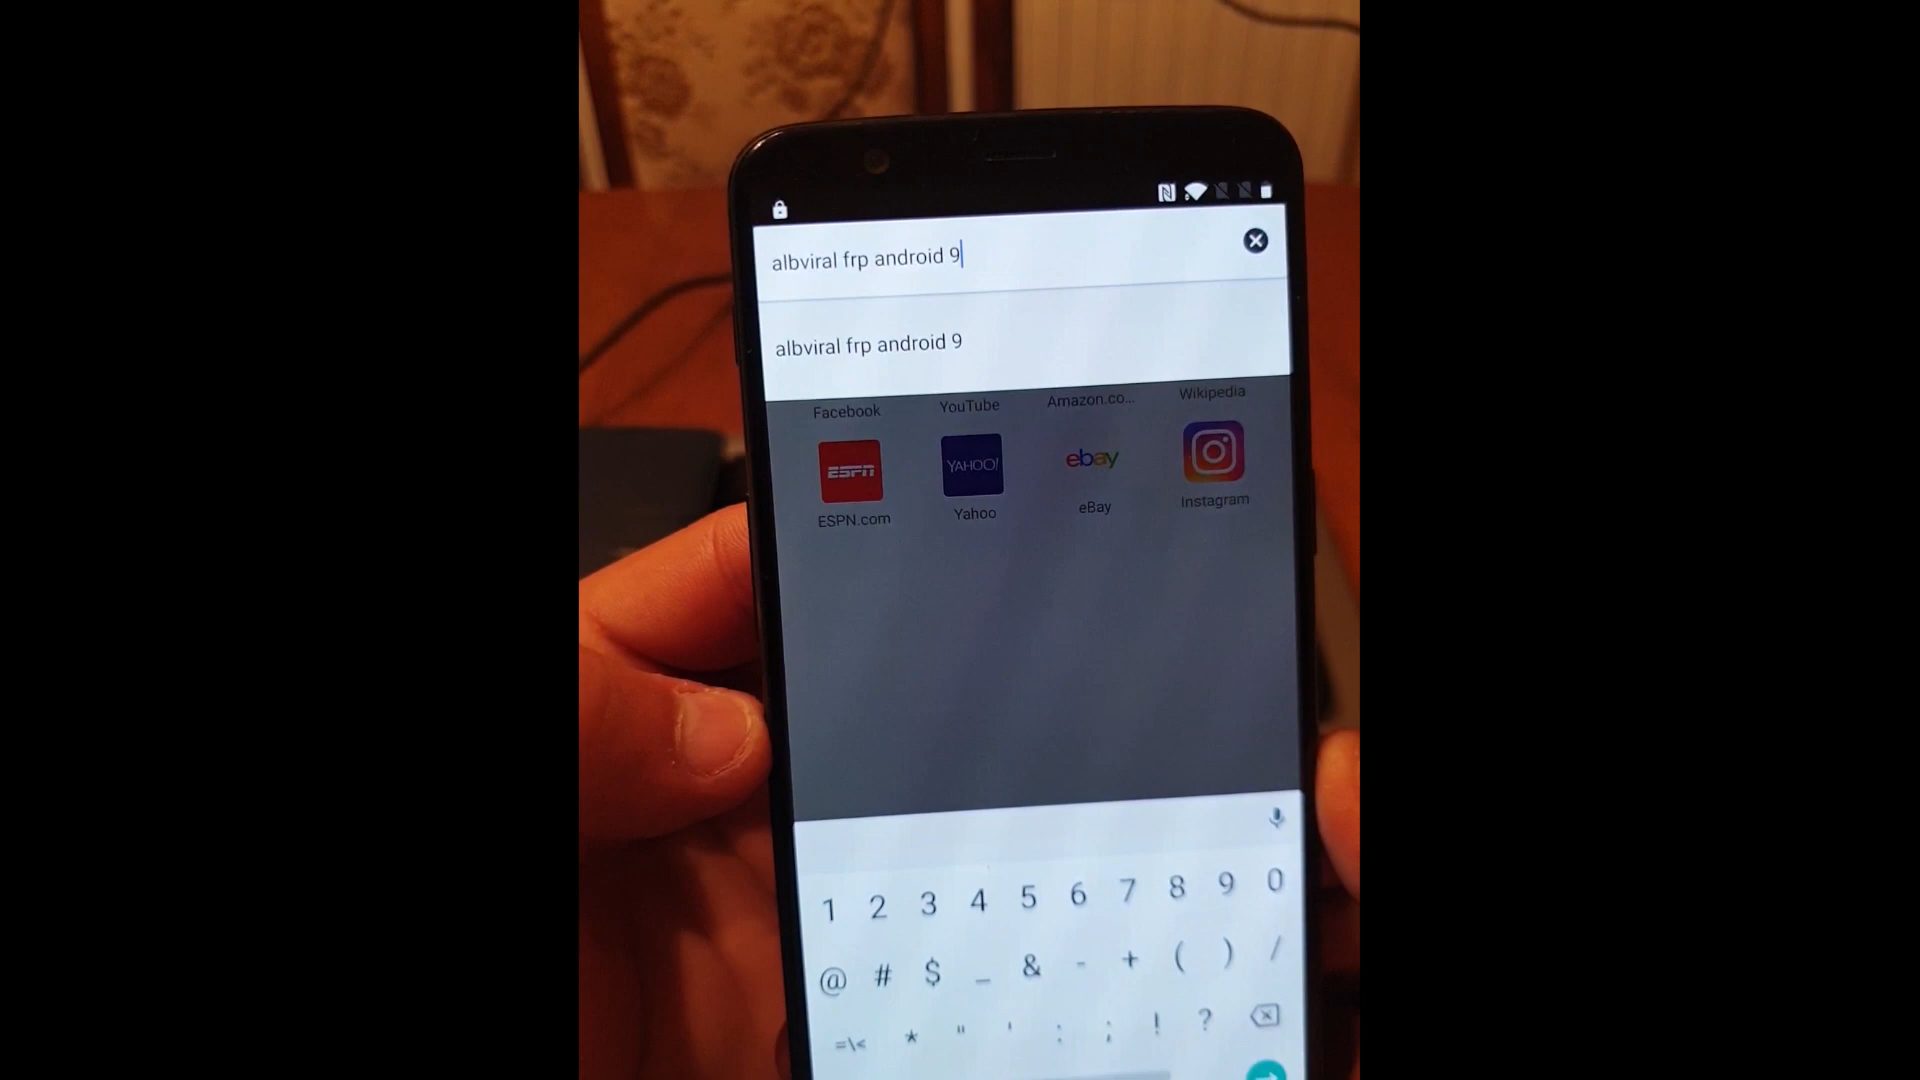 albviral frp android 9
albviral frp android 9
Facebook YouTube Amazon.co... Wikipedia
ESPN YAHOO! ebay
ESPN.com Yahoo eBay Instagram
1 2 3 4 5 6 7 8 9 0
@ # $ _ & - + ( ) /
=\< * " ' : ; ! ?